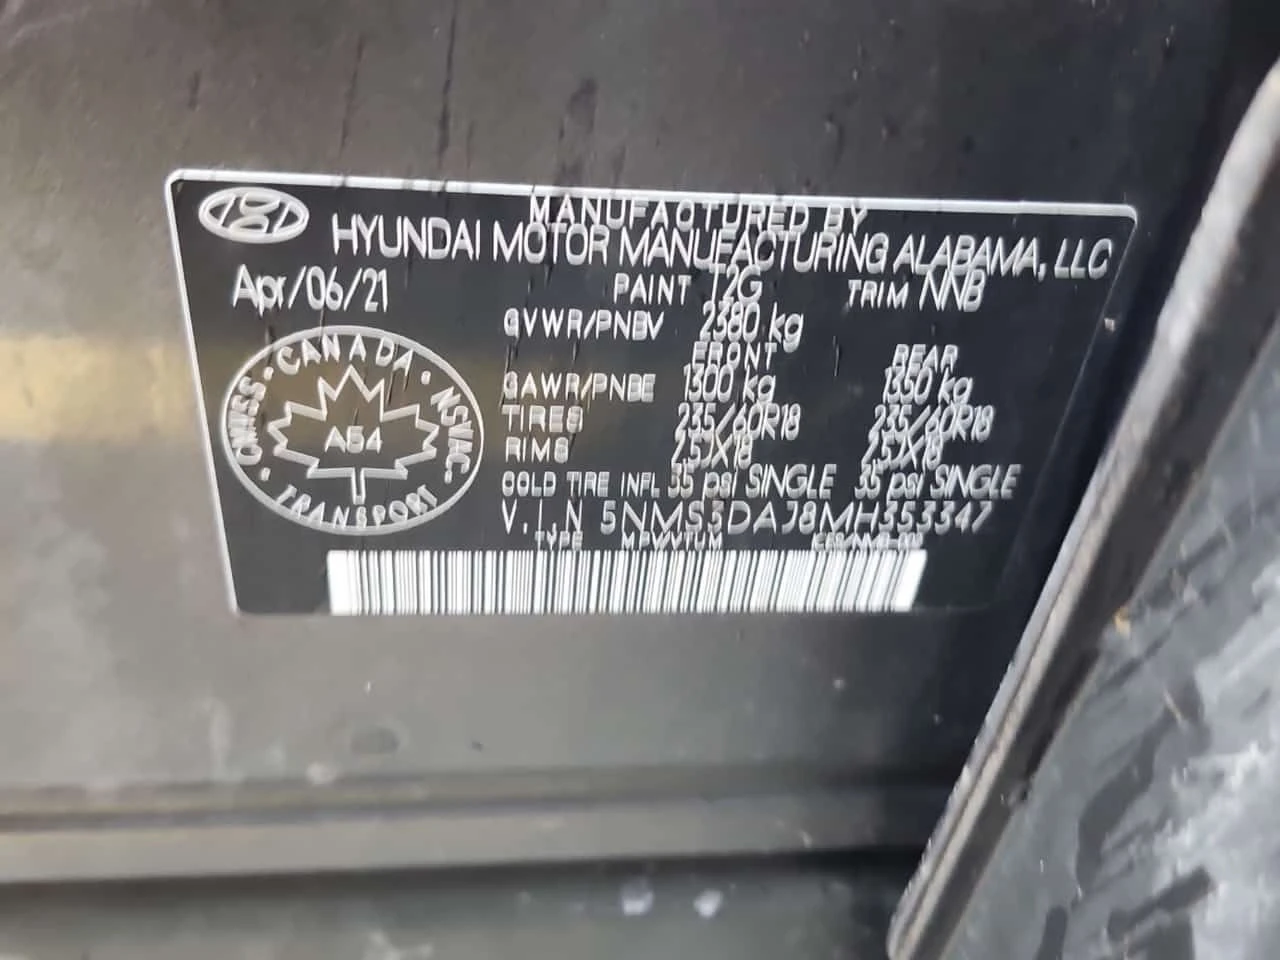 MANUFACTURED BY
HYUNDAI MOTOR MANUFACTURING ALABAMA, LLC
Apr/06/21 PAINT T2G TRIM NNB
GVWR/PNBV 2380 kg
FRONT REAR
GAWR/PNBE 1300 kg 1350 kg
TIRES 235/60R18 235/60R18
RIMS 7.5JX18 7.5JX18
COLD TIRE INFL 35 psi SINGLE 35 psi SINGLE
V.I.N 5NMS3DAJ8MH353347
TYPE MPV/VTUM
CANADA
CMVSS - NSVAC
A54
TRANSPORT